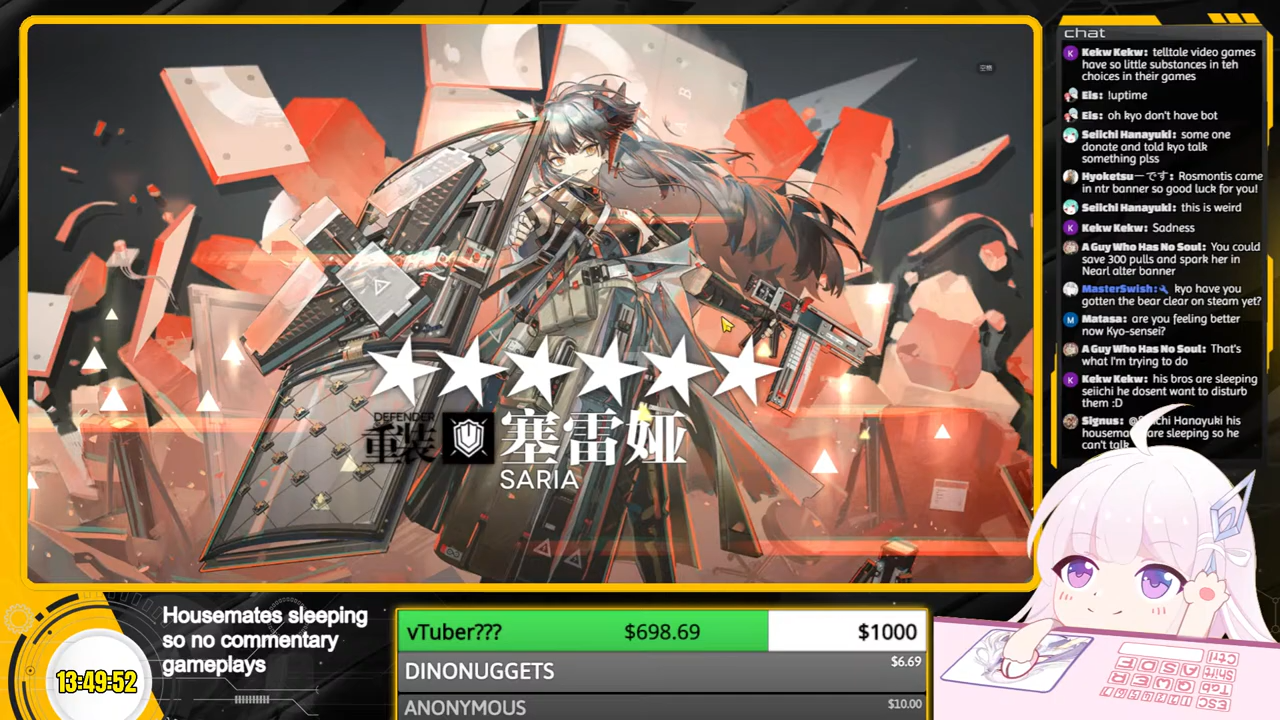 chat
Kekw Kekw: telltale video games
have so little substances in teh
choices in their games
Eis: !uptime
Eis: oh kyo don't have bot
Seiichi Hanayuki: some one
donate and told kyo talk
something plss
Hyoketsuーです: Rosmontis came
in ntr banner so good luck for you!
Seiichi Hanayuki: this is weird
Kekw Kekw: Sadness
A Guy Who Has No Soul: You could
save 300 pulls and spark her in
Nearl alter banner
MasterSwish: kyo have you
gotten the bear clear on steam yet?
Matasa: are you feeling better
now Kyo-sensei?
A Guy Who Has No Soul: That's
what I'm trying to do
Kekw Kekw: his bros are sleeping
seiichi he dosent want to disturb
them :D
Signus: Hanayuki his
are sleeping so he
can't talk
DEFENDER
重装
塞雷娅
SARIA
Housemates sleeping
so no commentary
gameplays
13:49:52
vTuber??? $698.69 $1000
DINONUGGETS $6.69
ANONYMOUS $10.00
Ctrl
Shift A S D F
Tab Q W E R
ESC